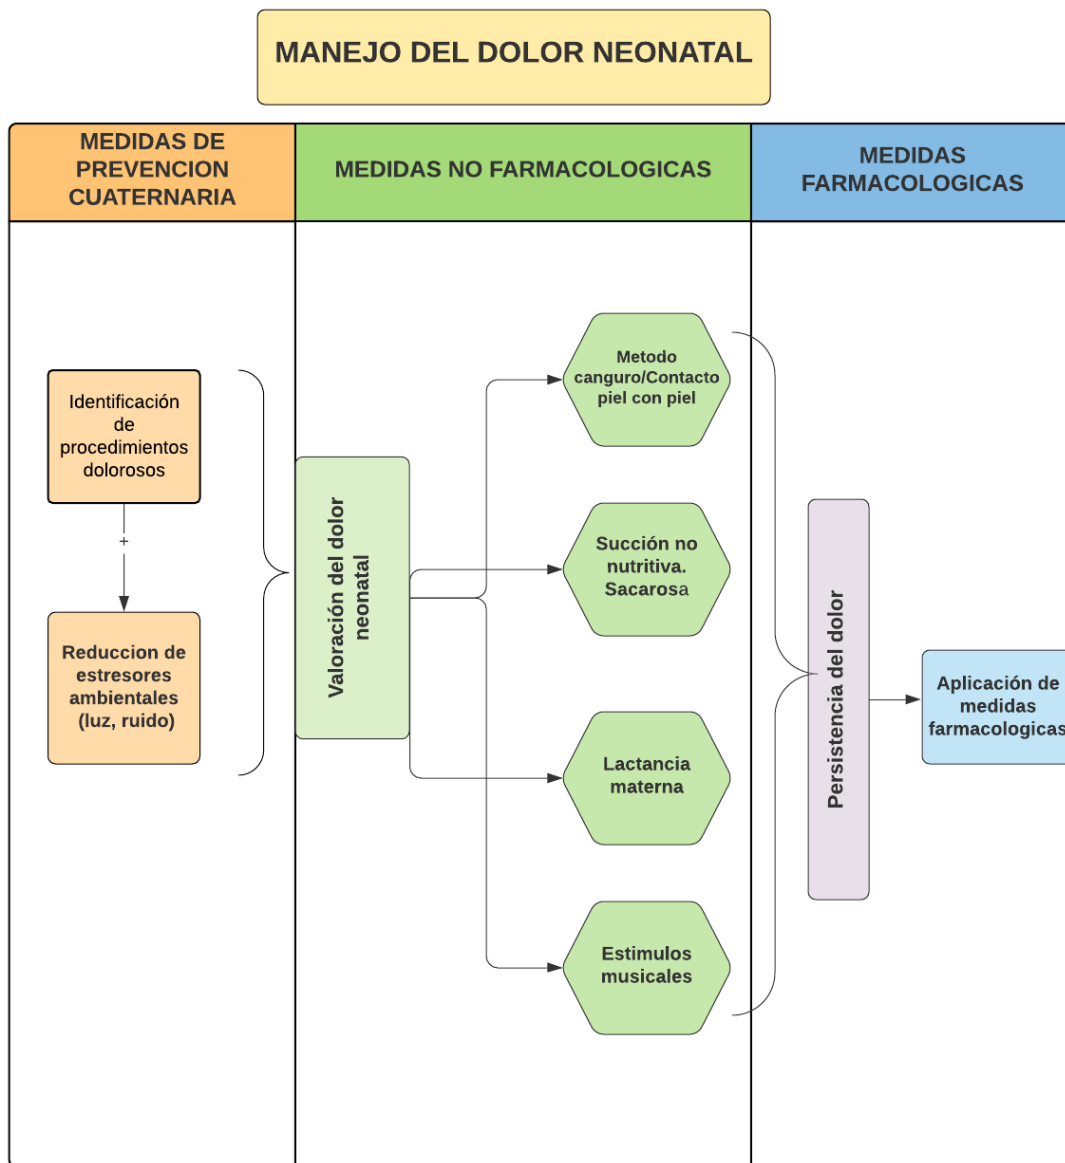 MANEJO DEL DOLOR NEONATAL
MEDIDAS DE
PREVENCION
CUATERNARIA
MEDIDAS NO FARMACOLOGICAS
MEDIDAS
FARMACOLOGICAS
Identificación
de
procedimientos
dolorosos
+
Reduccion de
estresores
ambientales
(luz, ruido)
Valoración del dolor
neonatal
Metodo
canguro/Contacto
piel con piel
Succión no
nutritiva.
Sacarosa
Lactancia
materna
Estimulos
musicales
Persistencia del dolor
Aplicación de
medidas
farmacologicas